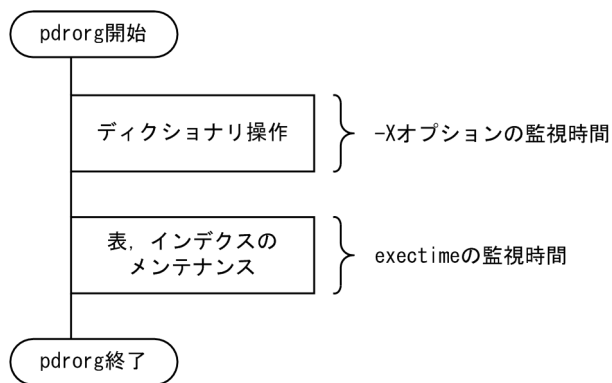 pdrorg開始
ディクショナリ操作
-Xオプションの監視時間
表，インデクスの
メンテナンス
exectimeの監視時間
pdrorg終了